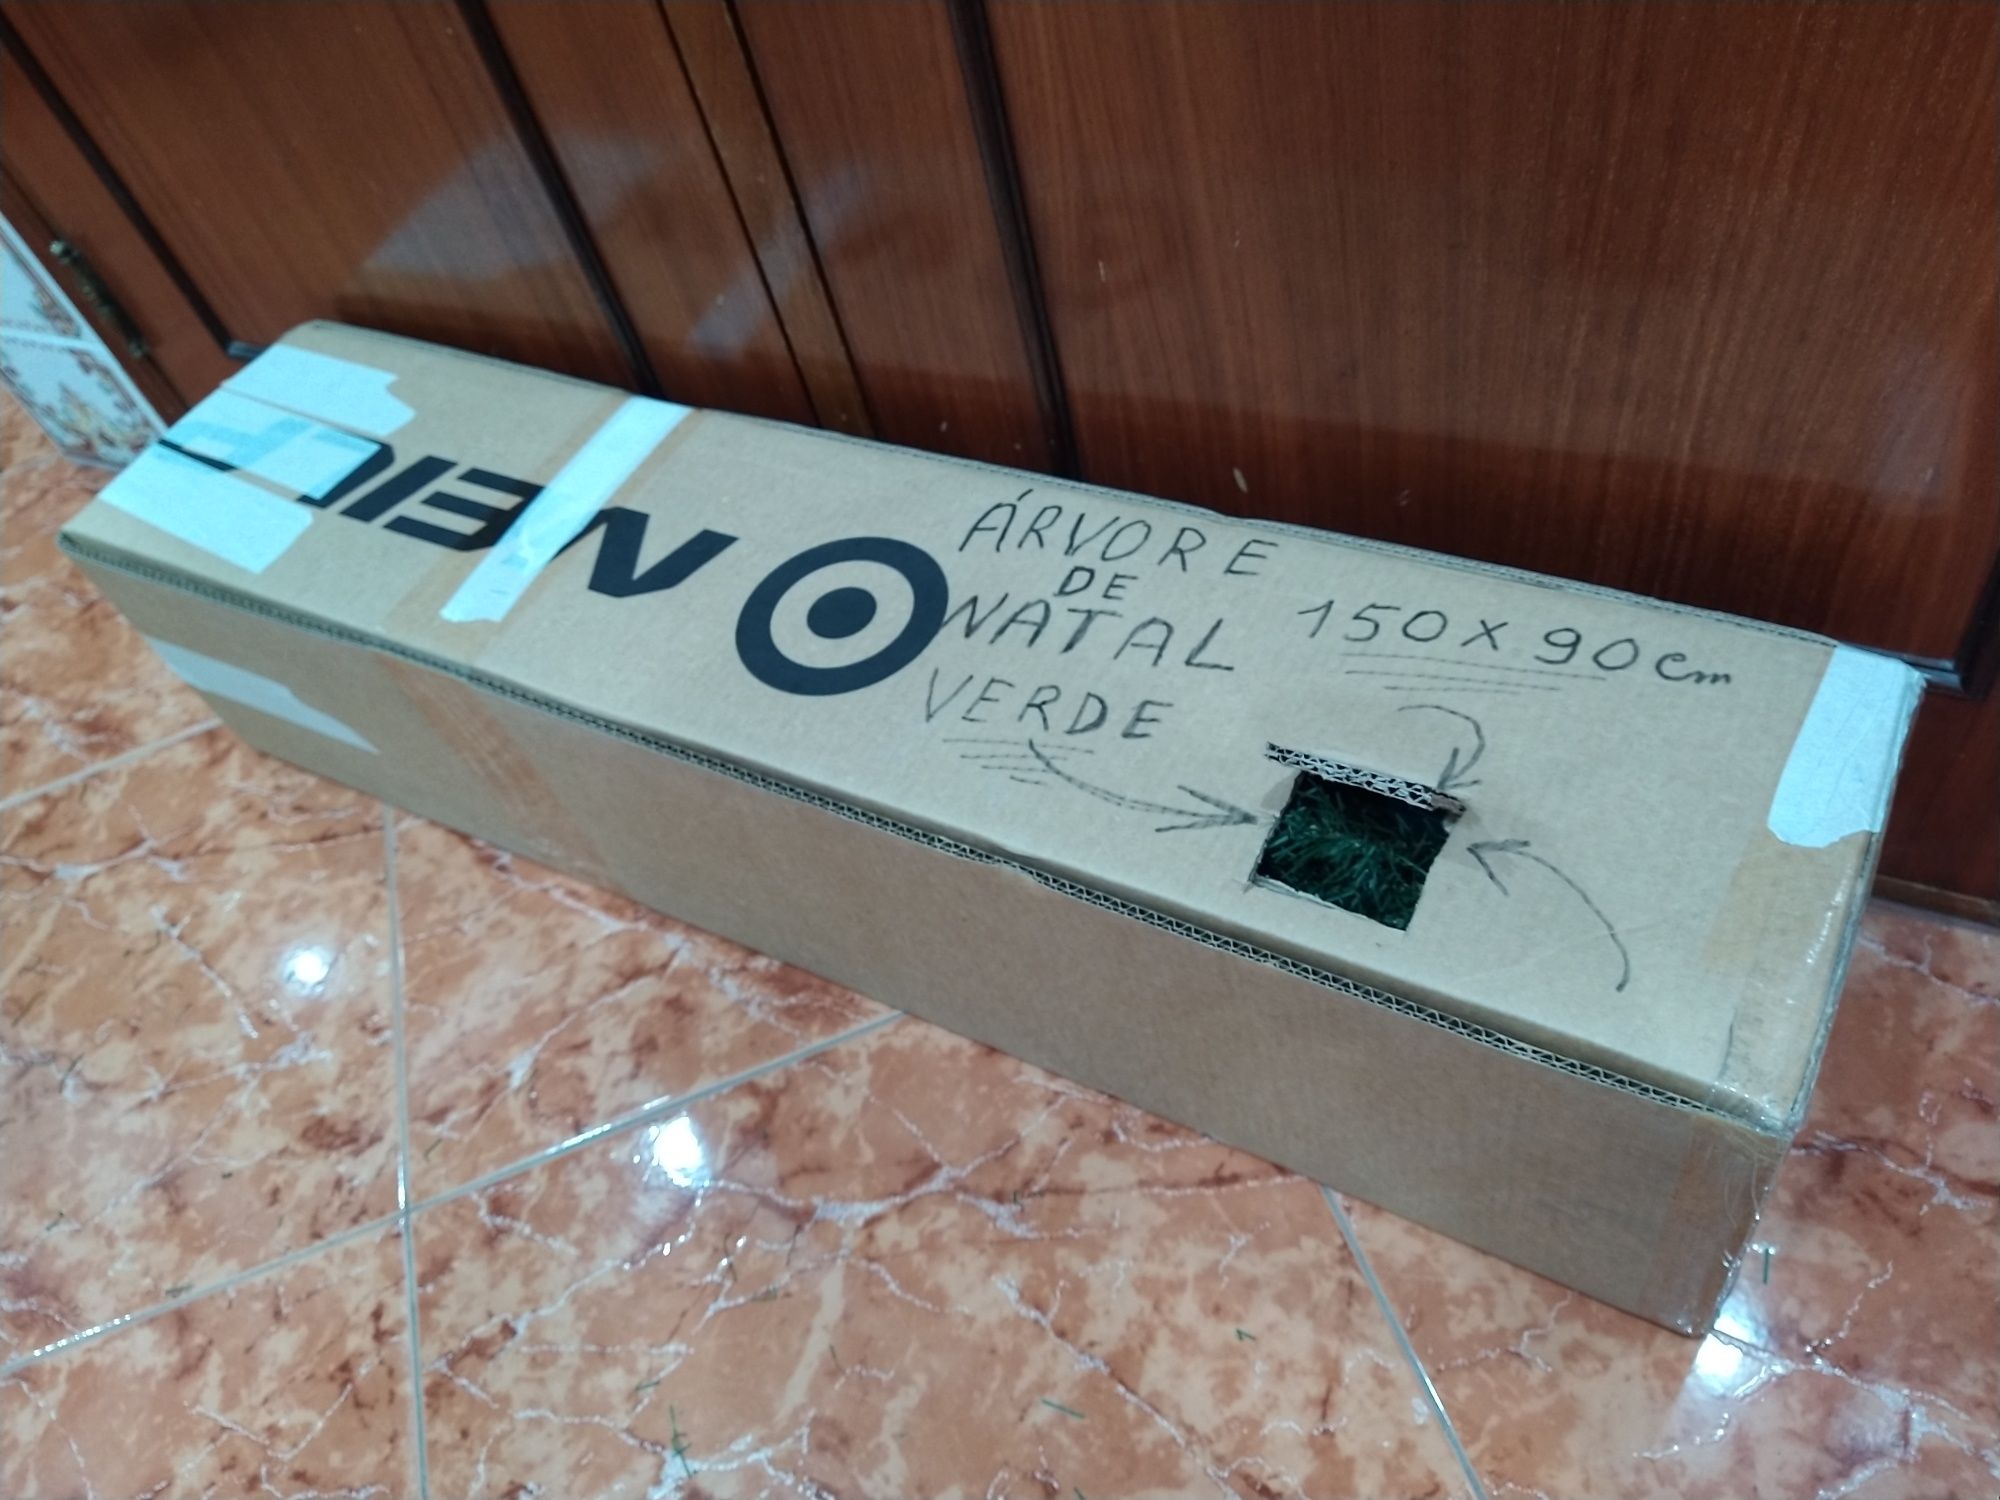 ÁRVORE
DE
NATAL
VERDE
150 x 90 cm